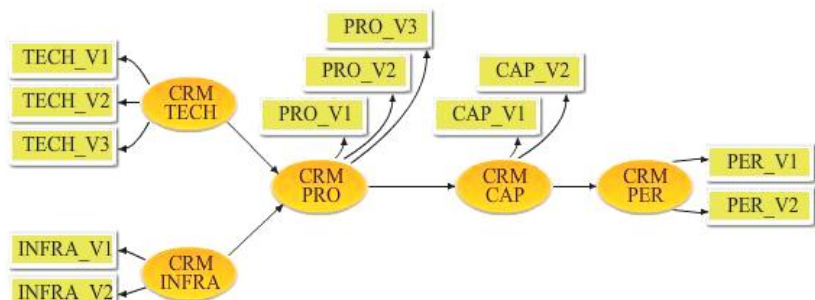 PRO_V3
TECH_V1
PRO_V2
CAP_V2
TECH_V2
CRM
TECH
PRO_V1
CAP_V1
TECH_V3
CRM
PRO
CRM
CAP
CRM
PER
PER_V1
PER_V2
INFRA_V1
CRM
INFRA
INFRA_V2